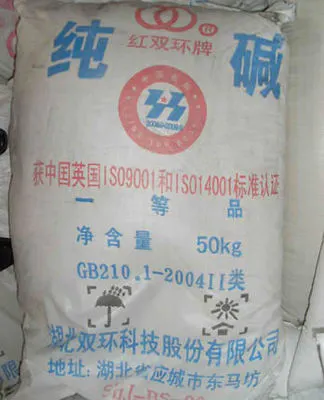 ®
红双环牌
纯碱
获中国英国ISO9001和ISO14001标准认证
一等品
净含量 50kg
GB210.1-2004II类
湖北双环科技股份有限公司
地址:湖北省应城市东马坊